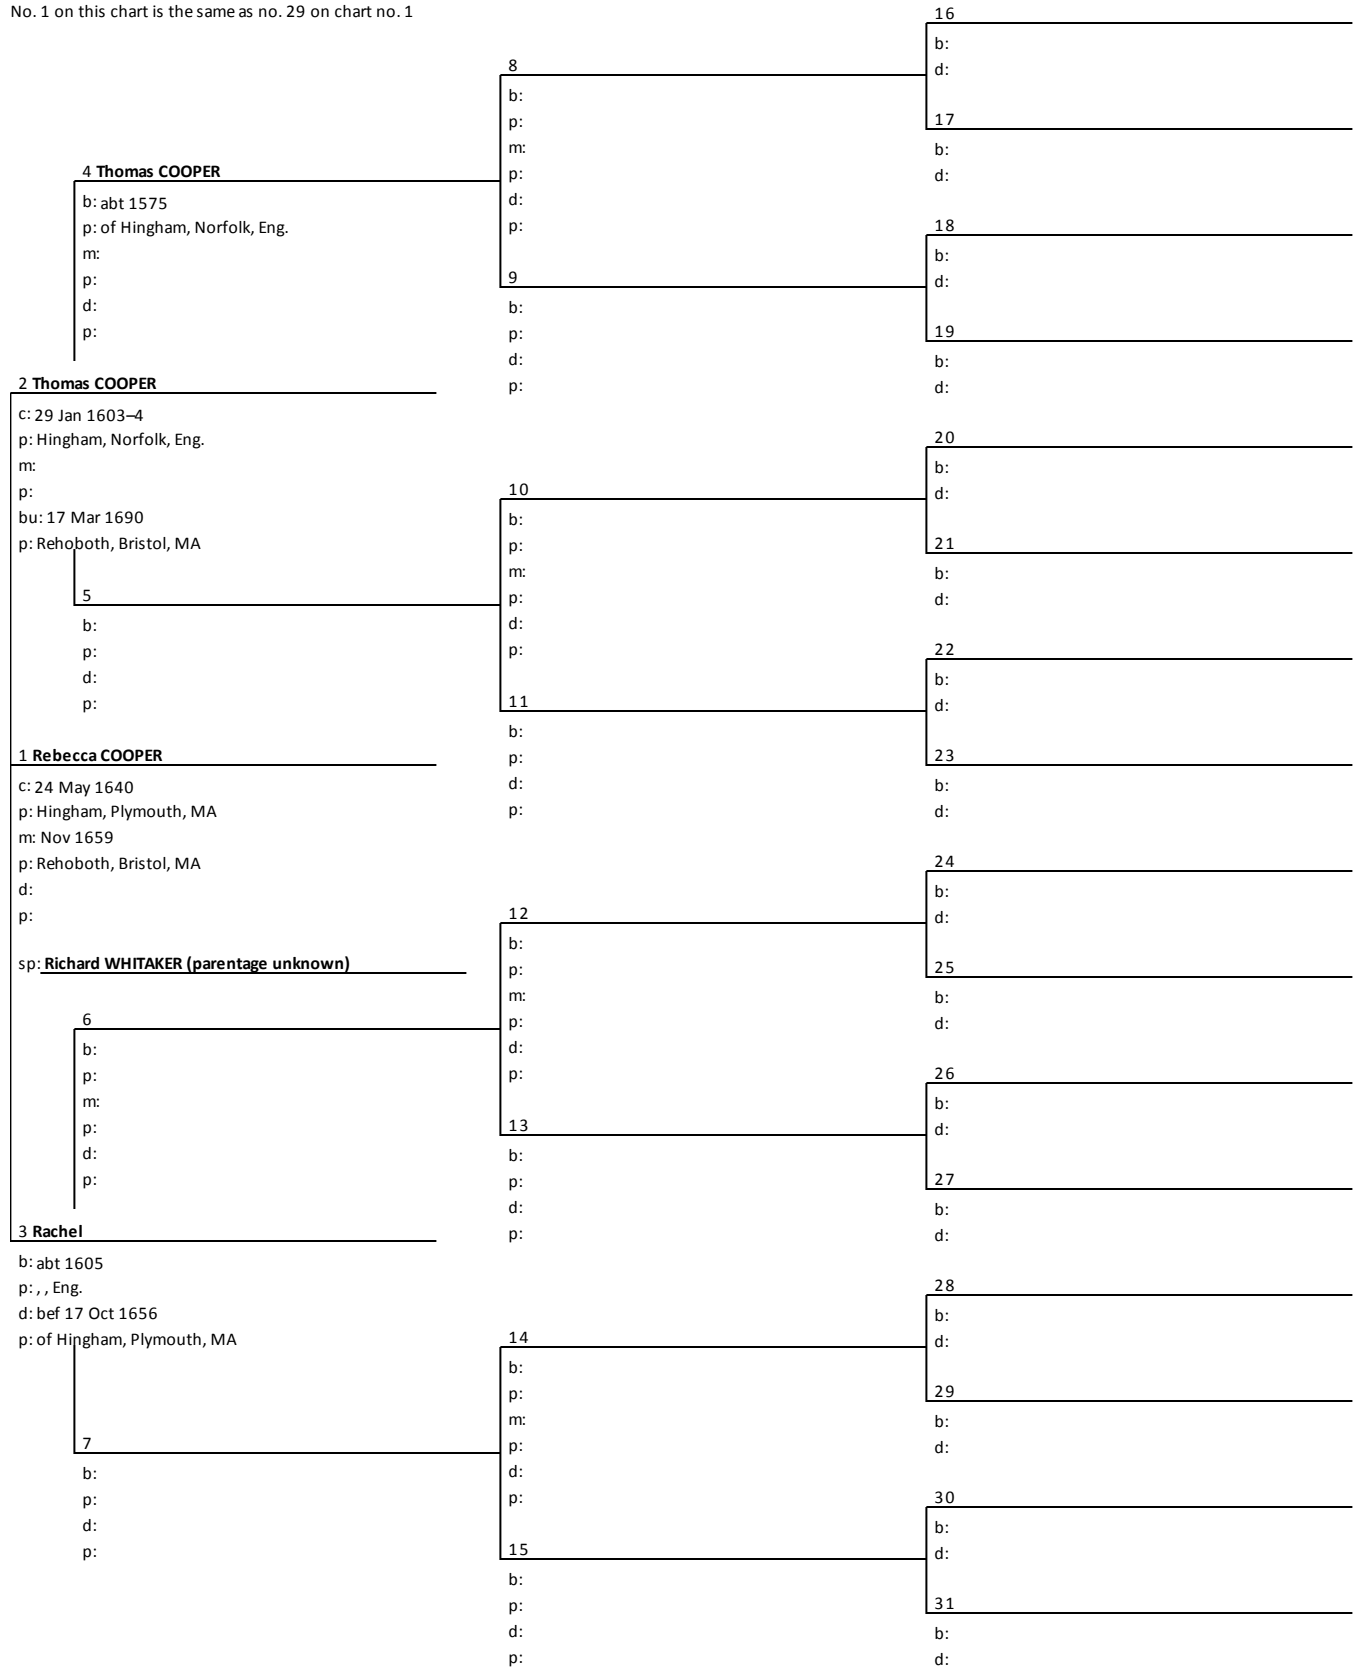 No. 1 on this chart is the same as no. 29 on chart no. 1
4 Thomas COOPER
b: abt 1575
p: of Hingham, Norfolk, Eng.
m:
p:
d:
p:
2 Thomas COOPER
c: 29 Jan 1603–4
p: Hingham, Norfolk, Eng.
m:
p:
bu: 17 Mar 1690
p: Rehoboth, Bristol, MA
5
b:
p:
d:
p:
1 Rebecca COOPER
c: 24 May 1640
p: Hingham, Plymouth, MA
m: Nov 1659
p: Rehoboth, Bristol, MA
d:
p:
sp: Richard WHITAKER (parentage unknown)
6
b:
p:
m:
p:
d:
p:
3 Rachel
b: abt 1605
p: , , Eng.
d: bef 17 Oct 1656
p: of Hingham, Plymouth, MA
7
b:
p:
d:
p:
8
b:
p:
m:
p:
d:
p:
9
b:
p:
d:
p:
10
b:
p:
m:
p:
d:
p:
11
b:
p:
d:
p:
12
b:
p:
m:
p:
d:
p:
13
b:
p:
d:
p:
14
b:
p:
m:
p:
d:
p:
15
b:
p:
d:
p:
16
b:
d:
17
b:
d:
18
b:
d:
19
b:
d:
20
b:
d:
21
b:
d:
22
b:
d:
23
b:
d:
24
b:
d:
25
b:
d:
26
b:
d:
27
b:
d:
28
b:
d:
29
b:
d:
30
b:
d:
31
b:
d: